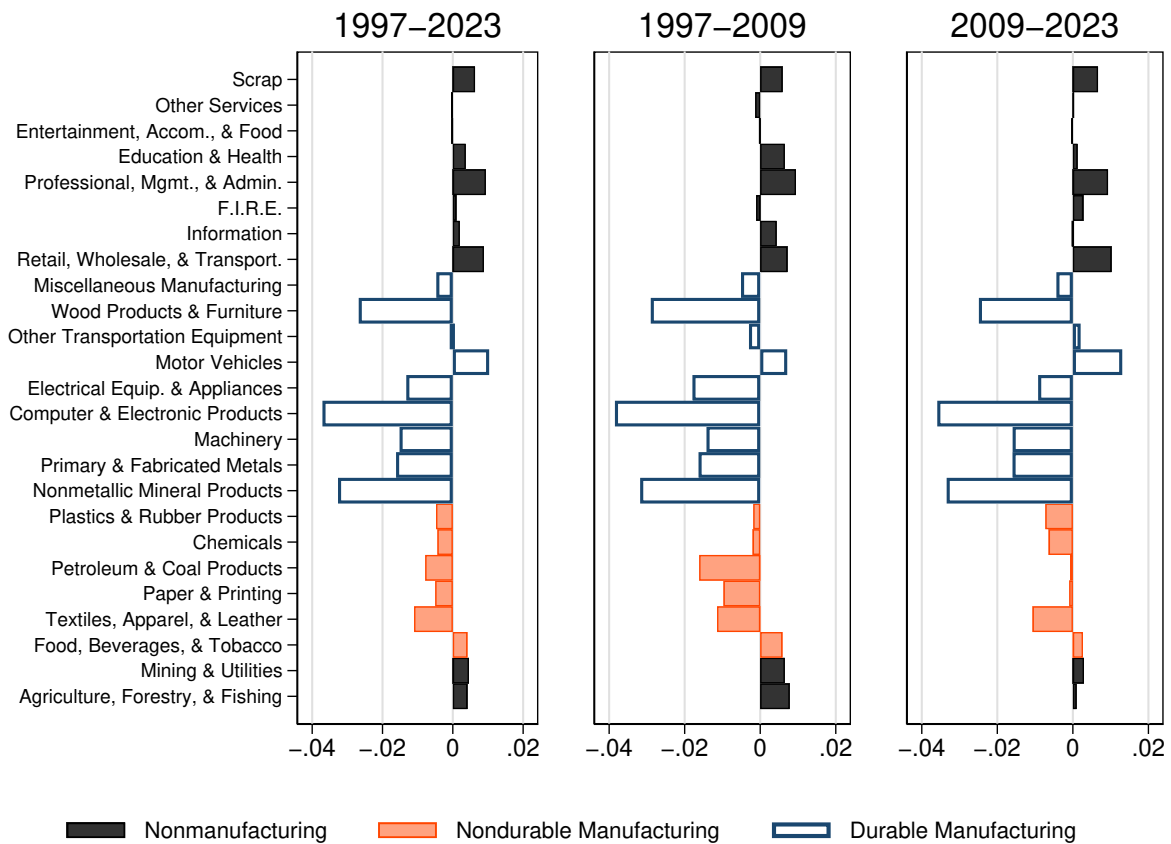 1997−2023 1997−2009 2009−2023
Scrap
Other Services
Entertainment, Accom., & Food
Education & Health
Professional, Mgmt., & Admin.
F.I.R.E.
Information
Retail, Wholesale, & Transport.
Miscellaneous Manufacturing
Wood Products & Furniture
Other Transportation Equipment
Motor Vehicles
Electrical Equip. & Appliances
Computer & Electronic Products
Machinery
Primary & Fabricated Metals
Nonmetallic Mineral Products
Plastics & Rubber Products
Chemicals
Petroleum & Coal Products
Paper & Printing
Textiles, Apparel, & Leather
Food, Beverages, & Tobacco
Mining & Utilities
Agriculture, Forestry, & Fishing
−.04 −.02 0 .02 −.04 −.02 0 .02 −.04 −.02 0 .02
Nonmanufacturing Nondurable Manufacturing Durable Manufacturing